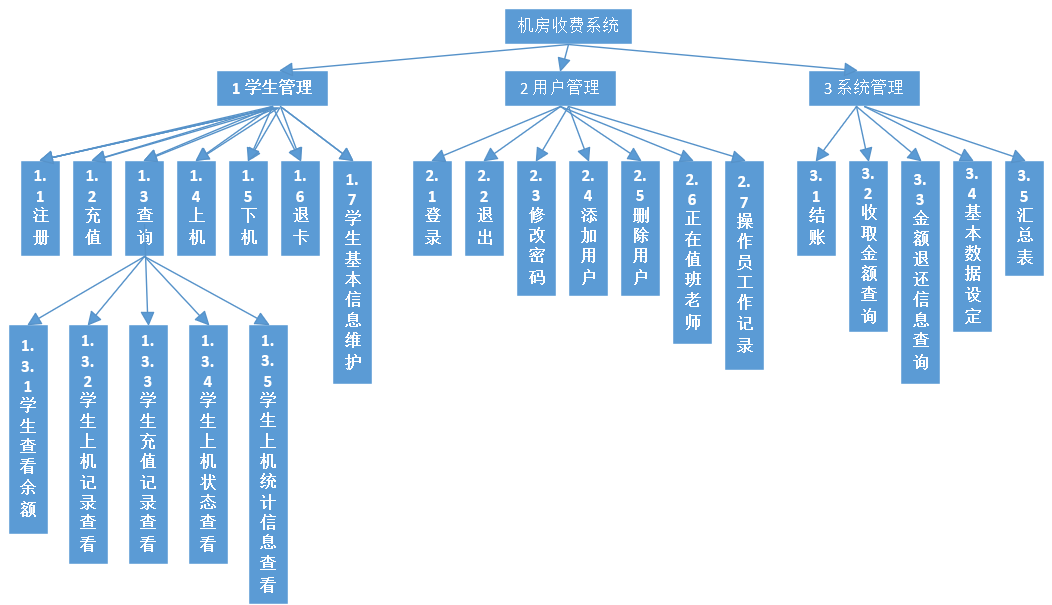 机房收费系统
1 学生管理
2 用户管理
3 系统管理
1.1注册
1.2充值
1.3查询
1.4上机
1.5下机
1.6退卡
1.7学生基本信息维护
2.1登录
2.2退出
2.3修改密码
2.4添加用户
2.5删除用户
2.6正在值班老师
2.7操作员工作记录
3.1结账
3.2收取金额查询
3.3金额退还信息查询
3.4基本数据设定
3.5汇总表
1.3.1学生查看余额
1.3.2学生上机记录查看
1.3.3学生充值记录查看
1.3.4学生上机状态查看
1.3.5学生上机统计信息查看